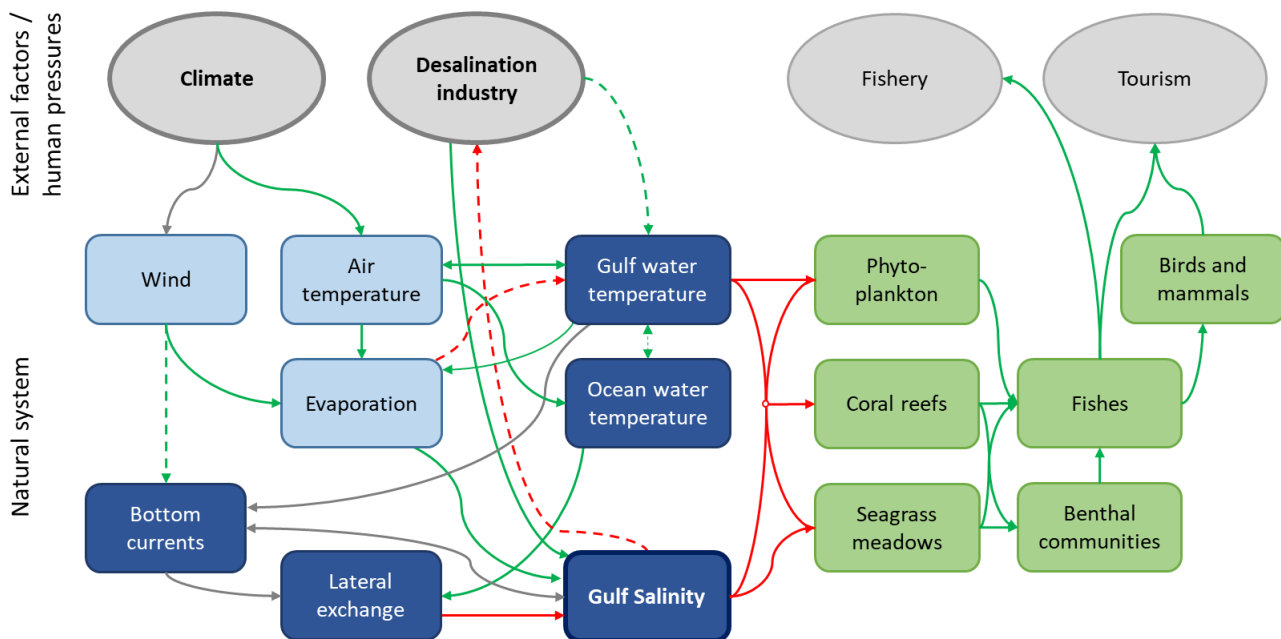 External factors /
human pressures
Climate
Desalination
industry
Fishery
Tourism
Natural system
Wind
Air
temperature
Gulf water
temperature
Phyto-
plankton
Birds and
mammals
Evaporation
Ocean water
temperature
Coral reefs
Fishes
Bottom
currents
Seagrass
meadows
Benthal
communities
Lateral
exchange
Gulf Salinity